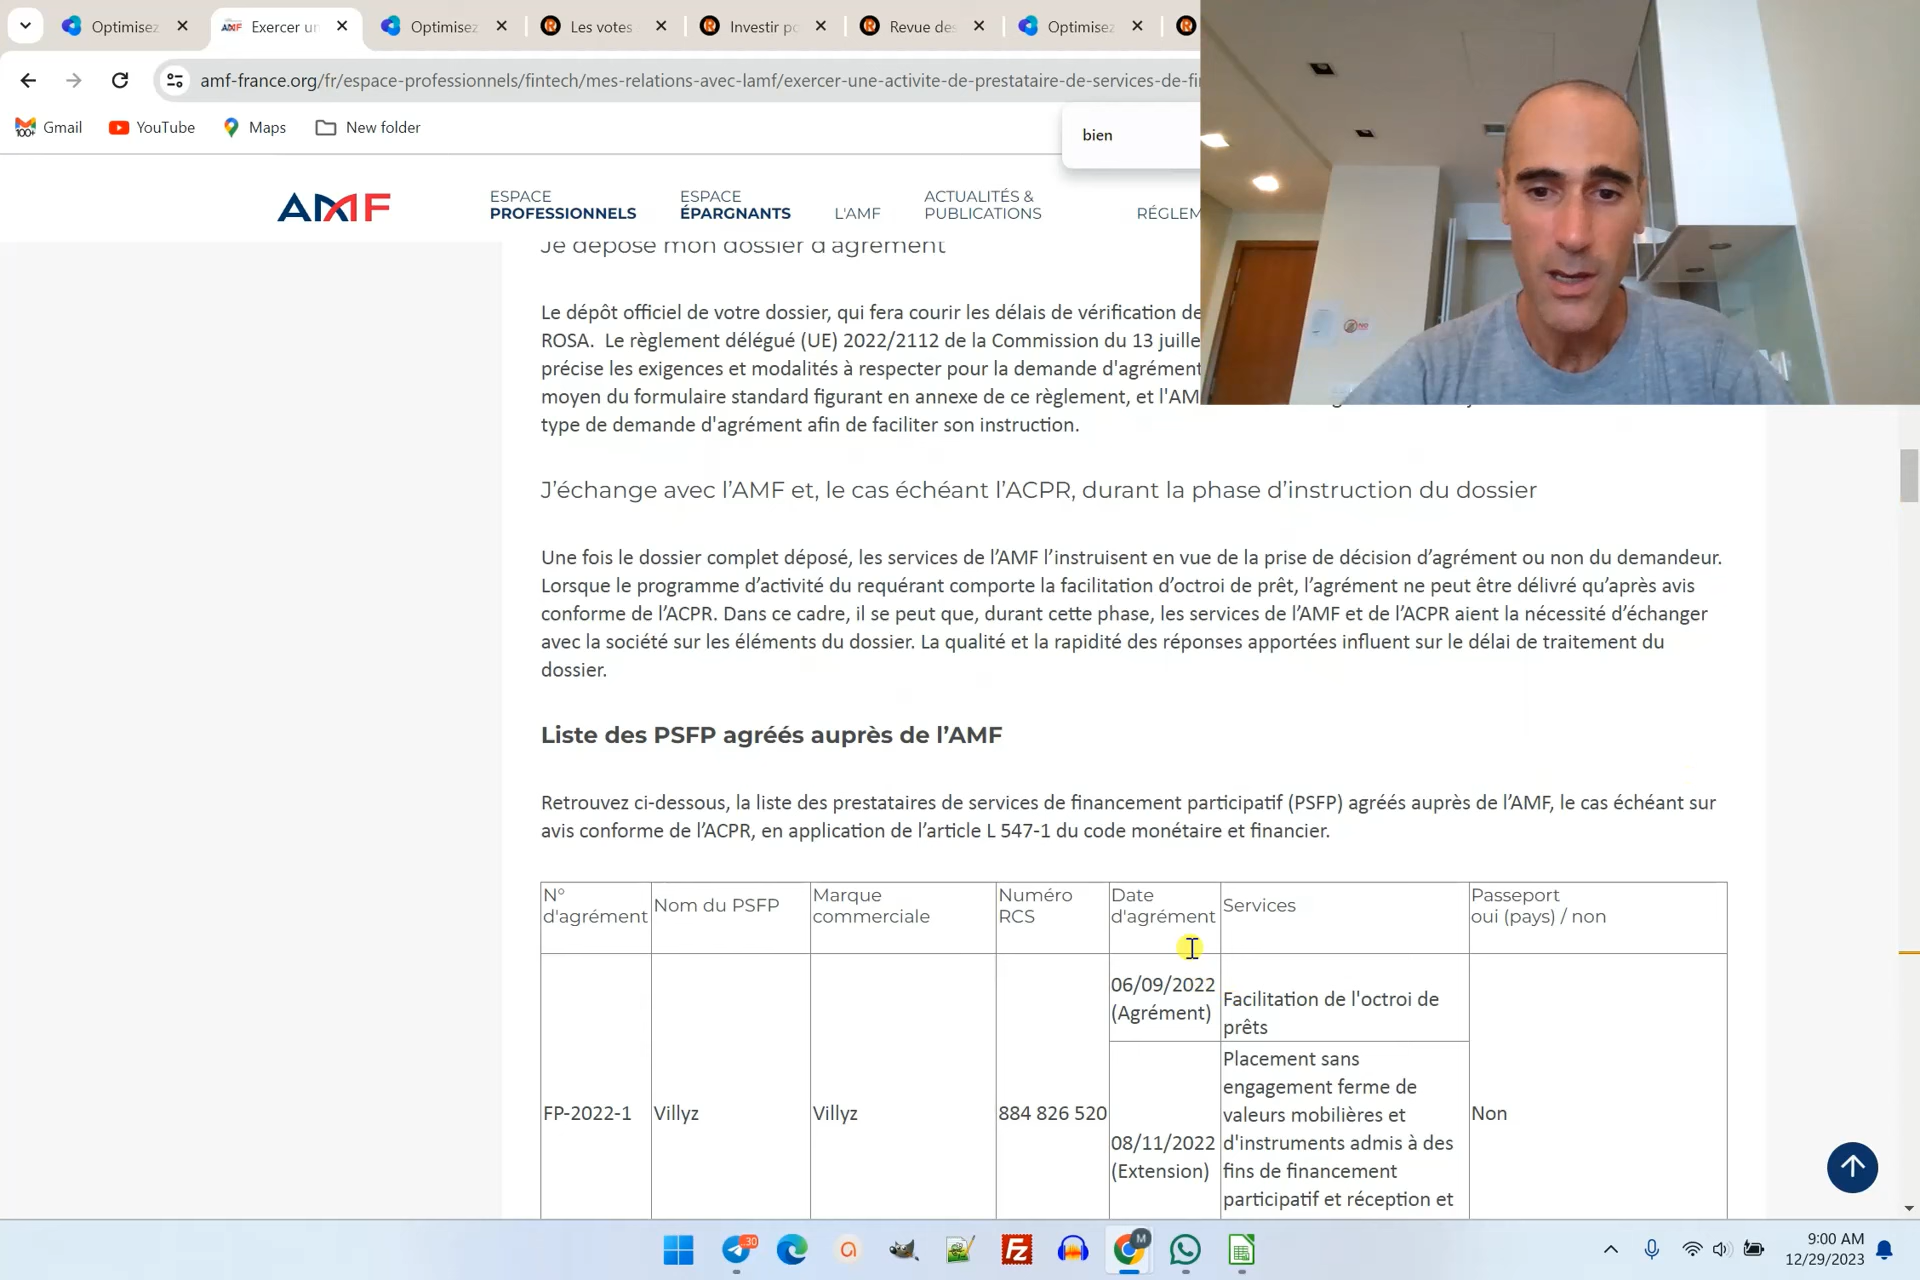 Optimisez
Exercer un
Optimisez
Les votes
Investir po
Revue des
Optimisez
amf-france.org/fr/espace-professionnels/fintech/mes-relations-avec-lamf/exercer-une-activite-de-prestataire-de-services-de-fi
Gmail
YouTube
Maps
New folder
bien
AMF
ESPACE
PROFESSIONNELS
ESPACE
ÉPARGNANTS
L'AMF
ACTUALITÉS &
PUBLICATIONS
RÉGLEM
Je dépose mon dossier d'agrément
Le dépôt officiel de votre dossier, qui fera courir les délais de vérification de
ROSA. Le règlement délégué (UE) 2022/2112 de la Commission du 13 juille
précise les exigences et modalités à respecter pour la demande d'agrément
moyen du formulaire standard figurant en annexe de ce règlement, et l'AM
type de demande d'agrément afin de faciliter son instruction.
J'échange avec l'AMF et, le cas échéant l'ACPR, durant la phase d'instruction du dossier
Une fois le dossier complet déposé, les services de l'AMF l'instruisent en vue de la prise de décision d'agrément ou non du demandeur.
Lorsque le programme d'activité du requérant comporte la facilitation d'octroi de prêt, l'agrément ne peut être délivré qu'après avis
conforme de l'ACPR. Dans ce cadre, il se peut que, durant cette phase, les services de l'AMF et de l'ACPR aient la nécessité d'échanger
avec la société sur les éléments du dossier. La qualité et la rapidité des réponses apportées influent sur le délai de traitement du
dossier.
Liste des PSFP agréés auprès de l'AMF
Retrouvez ci-dessous, la liste des prestataires de services de financement participatif (PSFP) agréés auprès de l'AMF, le cas échéant sur
avis conforme de l'ACPR, en application de l'article L 547-1 du code monétaire et financier.
N°
d'agrément
Nom du PSFP
Marque
commerciale
Numéro
RCS
Date
d'agrément
Services
Passeport
oui (pays) / non
FP-2022-1
Villyz
Villyz
884 826 520
06/09/2022
(Agrément)
Facilitation de l'octroi de
prêts
08/11/2022
(Extension)
Placement sans
engagement ferme de
valeurs mobilières et
d'instruments admis à des
fins de financement
participatif et réception et
Non
30
M
9:00 AM
12/29/2023